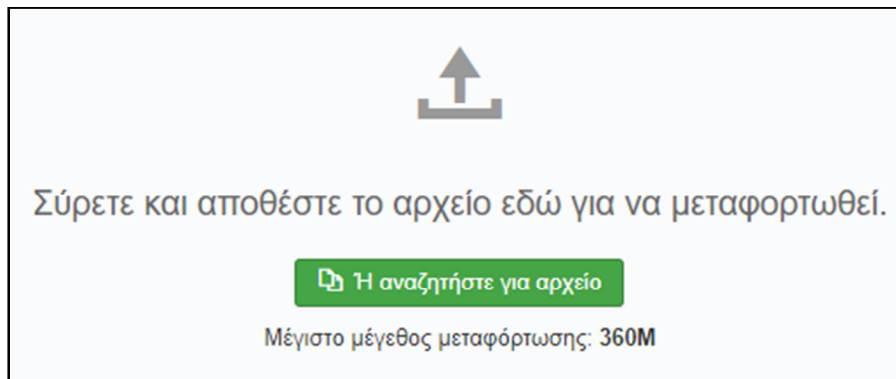 Σύρετε και αποθέστε το αρχείο εδώ για να μεταφορτωθεί.
Ή αναζητήστε για αρχείο
Μέγιστο μέγεθος μεταφόρτωσης: 360M